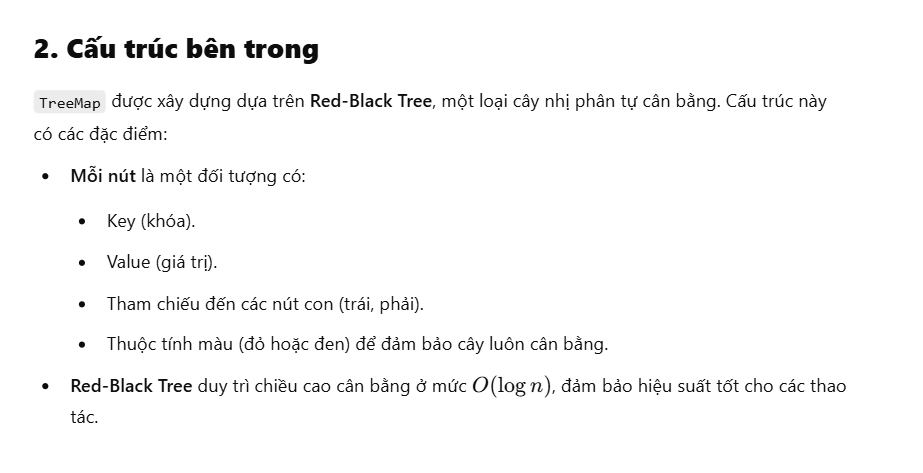 2. Cấu trúc bên trong
TreeMap được xây dựng dựa trên Red-Black Tree, một loại cây nhị phân tự cân bằng. Cấu trúc này
có các đặc điểm:
• Mỗi nút là một đối tượng có:
• Key (khóa).
• Value (giá trị).
• Tham chiếu đến các nút con (trái, phải).
• Thuộc tính màu (đỏ hoặc đen) để đảm bảo cây luôn cân bằng.
• Red-Black Tree duy trì chiều cao cân bằng ở mức O(log n), đảm bảo hiệu suất tốt cho các thao
tác.